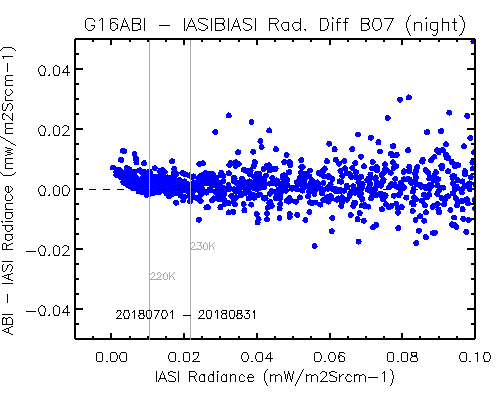 G16ABI - IASIBIASI Rad. Diff B07 (night)
ABI - IASI Radiance (mw/m2Srcm-1)
0.04
0.02
0.00
-0.02
-0.04
230K
220K
20180701 - 20180831
0.00 0.02 0.04 0.06 0.08 0.10
IASI Radiance (mW/m2Srcm-1)